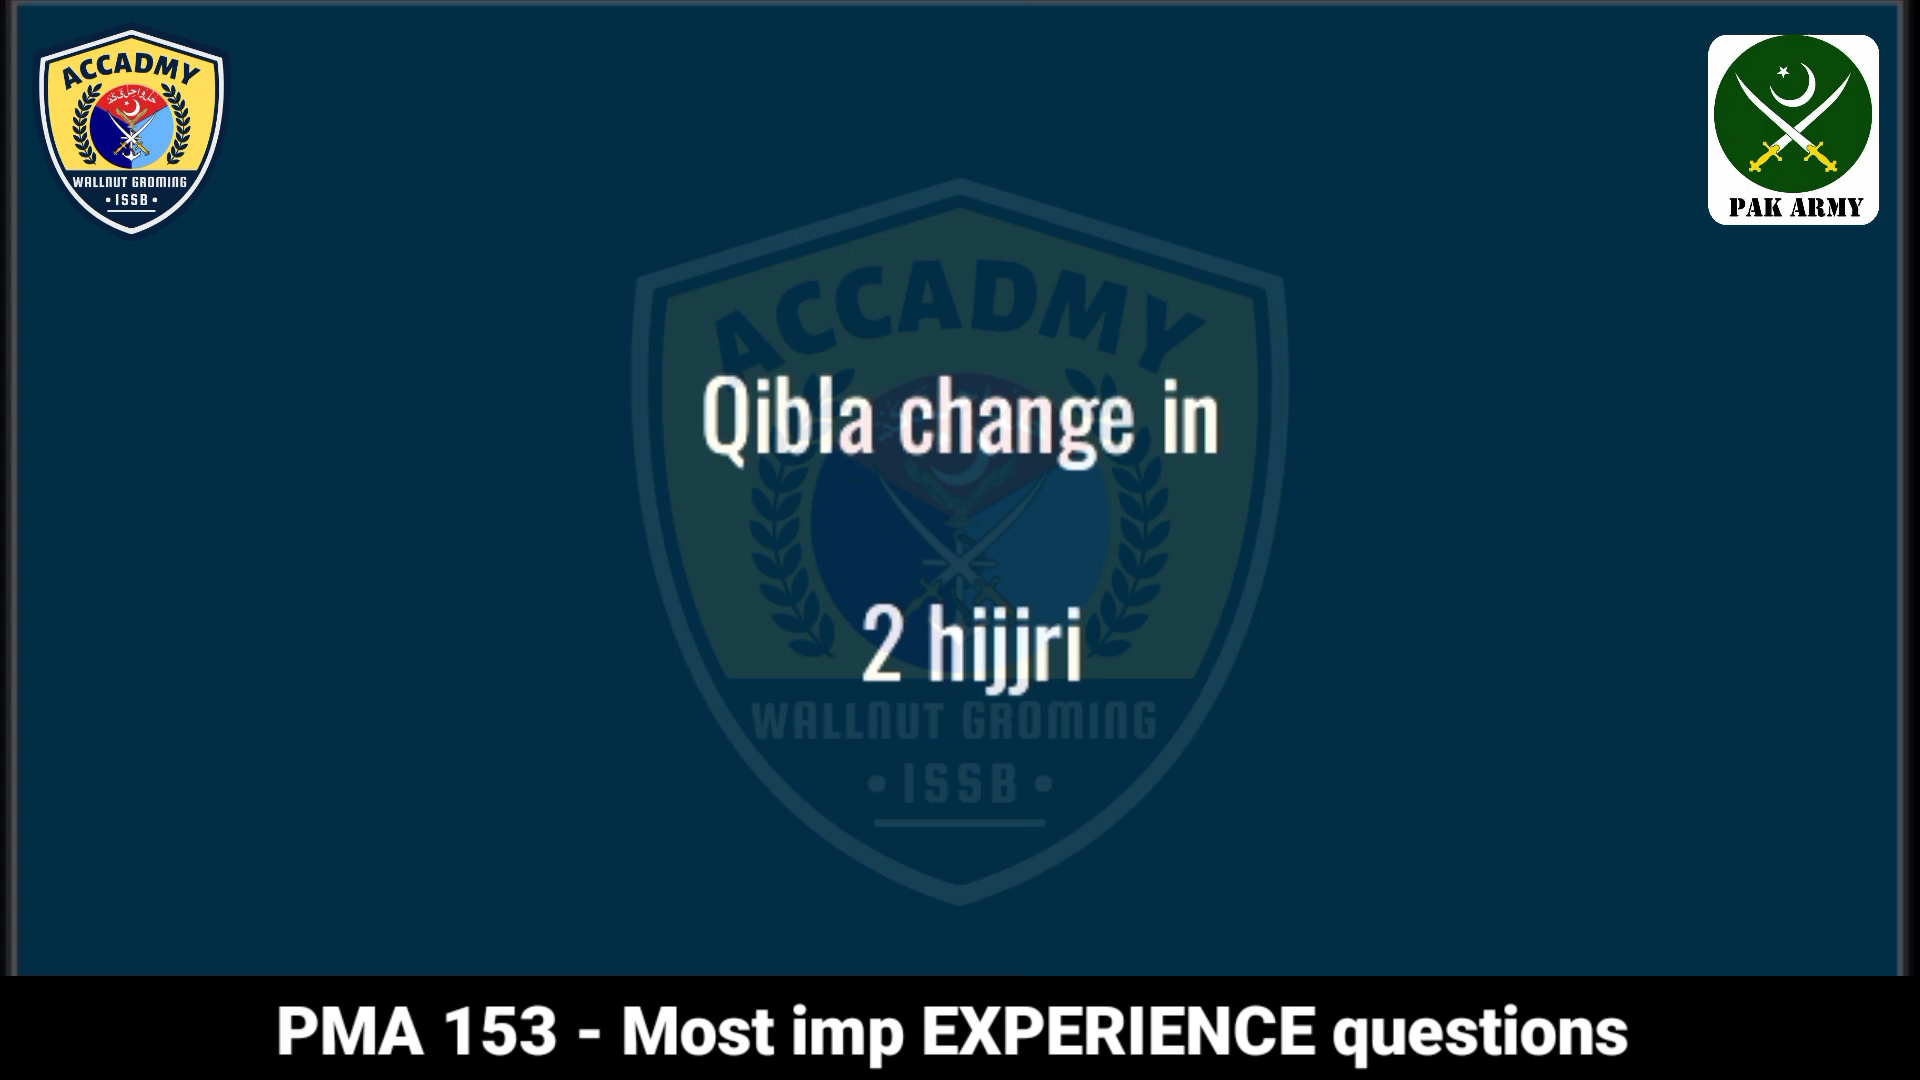 ACCADMY
WALLNUT GROMING
• ISSB •
PAK ARMY
ACCADMY
Qibla change in
2 hijjri
WALLNUT GROMING
• ISSB •
PMA 153 - Most imp EXPERIENCE questions